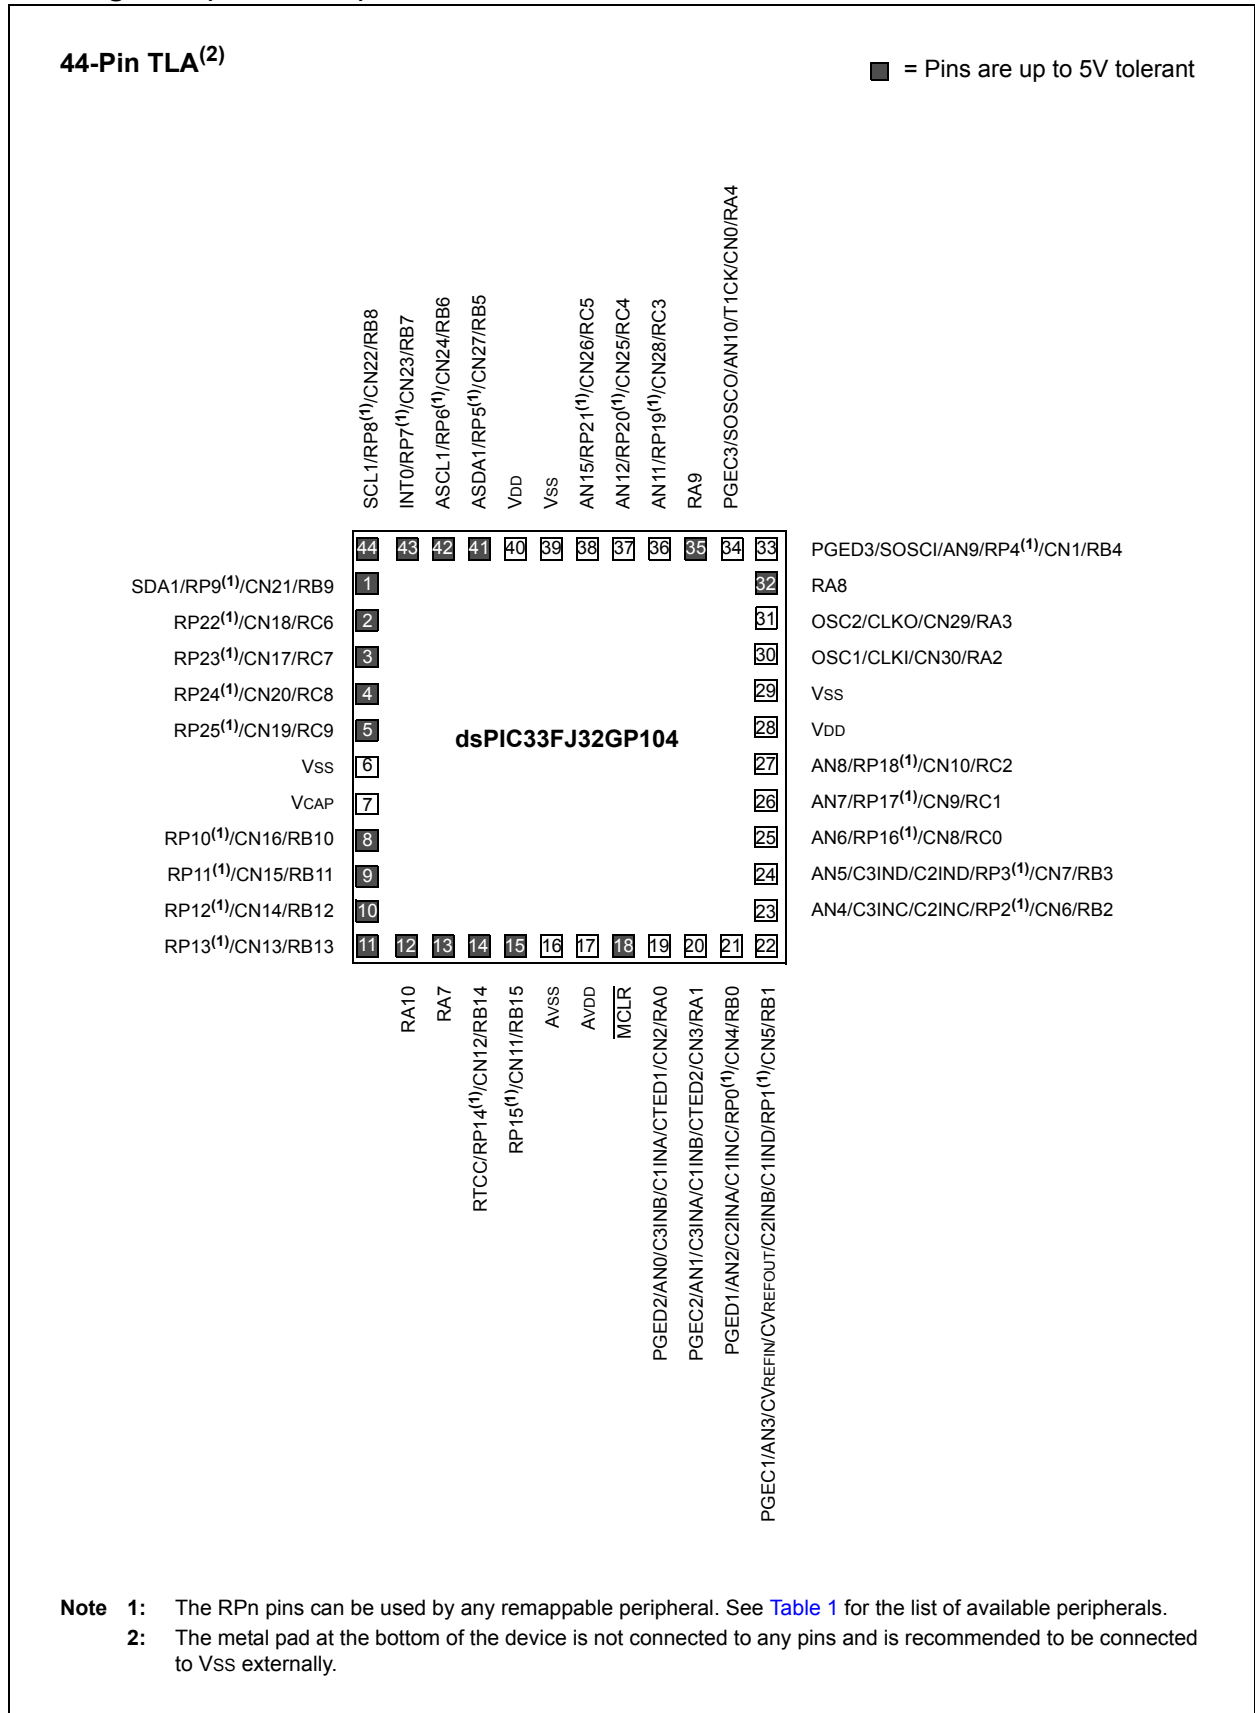 44-Pin TLA(2)
= Pins are up to 5V tolerant
SCL1/RP8(1)/CN22/RB8
INT0/RP7(1)/CN23/RB7
ASCL1/RP6(1)/CN24/RB6
ASDA1/RP5(1)/CN27/RB5
VDD
VSS
AN15/RP21(1)/CN26/RC5
AN12/RP20(1)/CN25/RC4
AN11/RP19(1)/CN28/RC3
RA9
PGEC3/SOSCO/AN10/T1CK/CN0/RA4
44 43 42 41 40 39 38 37 36 35 34 33 PGED3/SOSCI/AN9/RP4(1)/CN1/RB4
SDA1/RP9(1)/CN21/RB9 1 32 RA8
RP22(1)/CN18/RC6 2 31 OSC2/CLKO/CN29/RA3
RP23(1)/CN17/RC7 3 30 OSC1/CLKI/CN30/RA2
RP24(1)/CN20/RC8 4 29 VSS
RP25(1)/CN19/RC9 5 28 VDD
dsPIC33FJ32GP104
VSS 6 27 AN8/RP18(1)/CN10/RC2
VCAP 7 26 AN7/RP17(1)/CN9/RC1
RP10(1)/CN16/RB10 8 25 AN6/RP16(1)/CN8/RC0
RP11(1)/CN15/RB11 9 24 AN5/C3IND/C2IND/RP3(1)/CN7/RB3
RP12(1)/CN14/RB12 10 23 AN4/C3INC/C2INC/RP2(1)/CN6/RB2
RP13(1)/CN13/RB13 11 12 13 14 15 16 17 18 19 20 21 22
RA10
RA7
RTCC/RP14(1)/CN12/RB14
RP15(1)/CN11/RB15
AVSS
AVDD
MCLR
PGED2/AN0/C3INB/C1INA/CTED1/CN2/RA0
PGEC2/AN1/C3INA/C1INB/CTED2/CN3/RA1
PGED1/AN2/C2INA/C1INC/RP0(1)/CN4/RB0
PGEC1/AN3/CVREFIN/CVREFOUT/C2INB/C1IND/RP1(1)/CN5/RB1
Note 1: The RPn pins can be used by any remappable peripheral. See Table 1 for the list of available peripherals.
2: The metal pad at the bottom of the device is not connected to any pins and is recommended to be connected
to VSS externally.